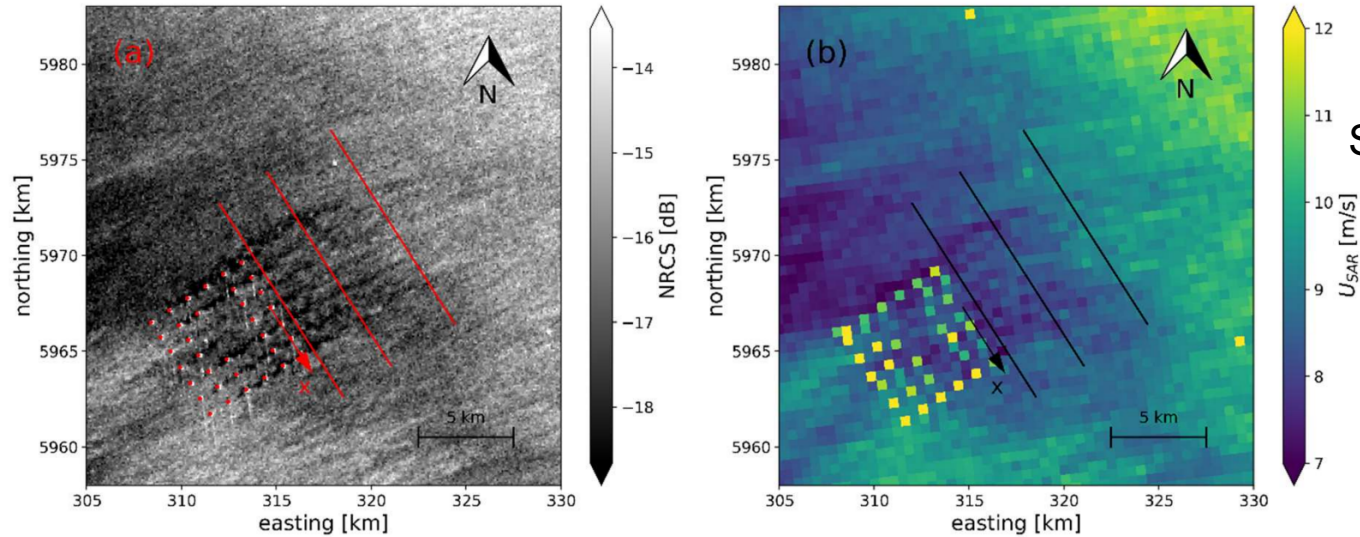 (a)
N
x
5 km
5980
5975
5970
5965
5960
305
310
315
320
325
330
northing [km]
easting [km]
−14
−15
−16
−17
−18
NRCS [dB]
(b)
N
x
5 km
5980
5975
5970
5965
5960
305
310
315
320
325
330
northing [km]
easting [km]
12
11
10
9
8
7
U_SAR [m/s]
S